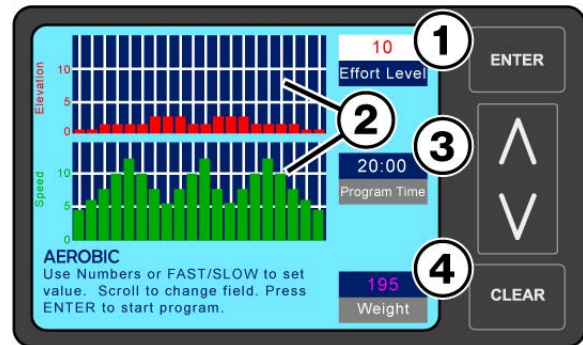 Elevation
10
5
0
10
Effort Level
1
ENTER
2
Speed
10
5
0
20:00
Program Time
3
AEROBIC
Use Numbers or FAST/SLOW to set
value. Scroll to change field. Press
ENTER to start program.
195
Weight
4
CLEAR